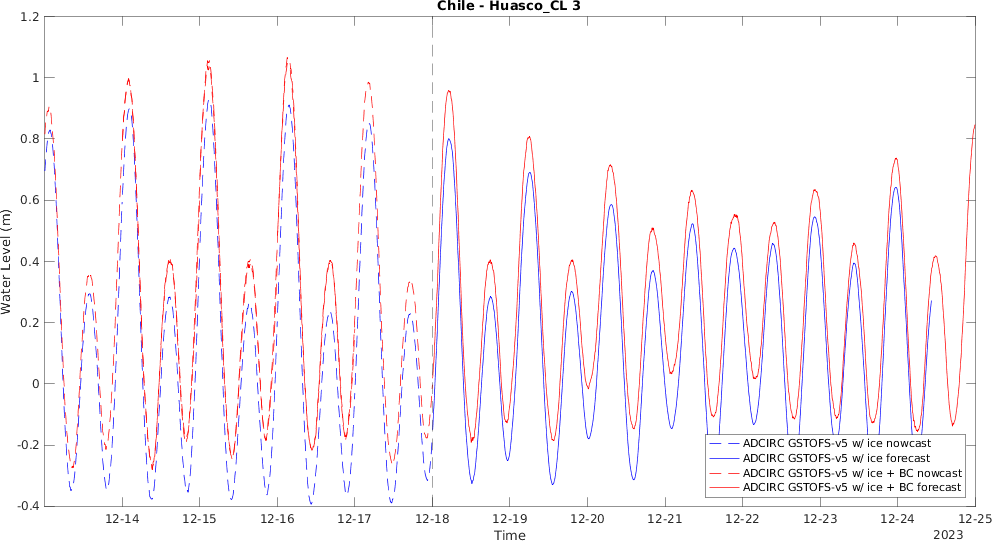 Chile - Huasco_CL 3
1.2
1
0.8
0.6
0.4
0.2
0
-0.2
-0.4
Water Level (m)
12-14 12-15 12-16 12-17 12-18 12-19 12-20 12-21 12-22 12-23 12-24 12-25
Time
2023
ADCIRC GSTOFS-v5 w/ ice nowcast
ADCIRC GSTOFS-v5 w/ ice forecast
ADCIRC GSTOFS-v5 w/ ice + BC nowcast
ADCIRC GSTOFS-v5 w/ ice + BC forecast